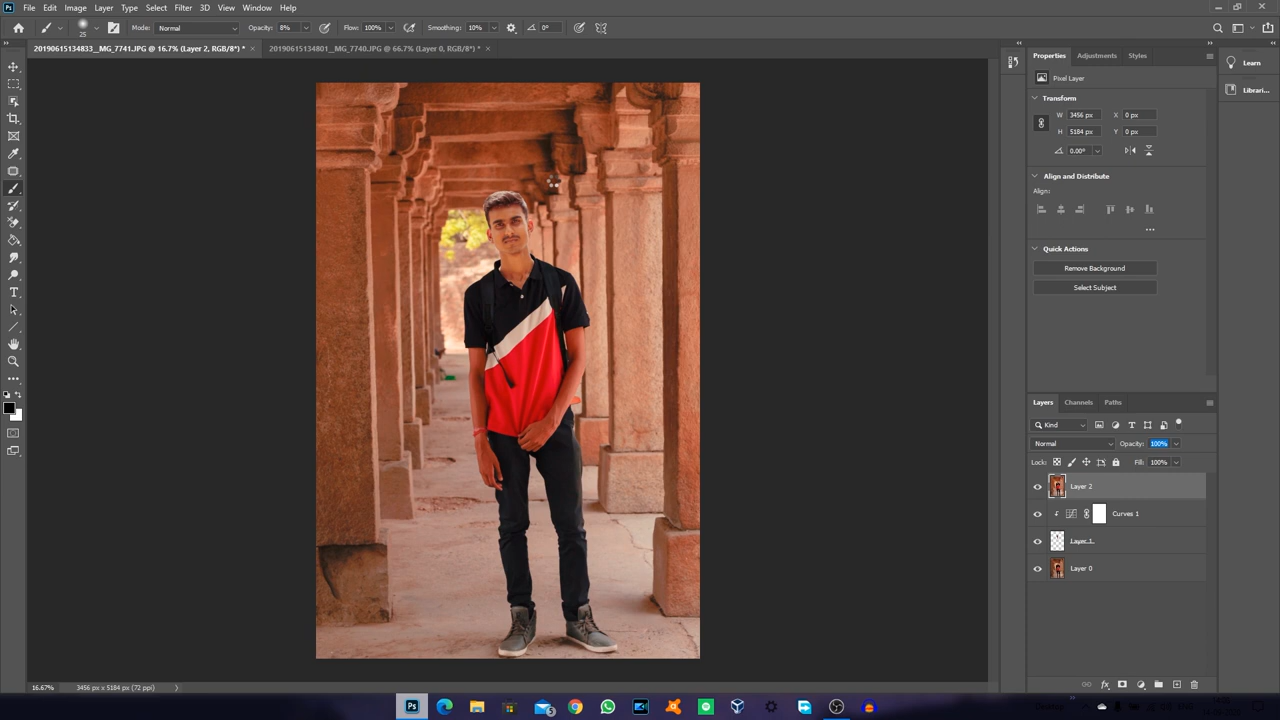 File Edit Image Layer Type Select Filter 3D View Window Help
25 Mode: Normal Opacity: 8% Flow: 100% Smoothing: 10% 0°
20190615134833__MG_7741.JPG @ 16.7% (Layer 2, RGB/8*) * × 20190615134801__MG_7740.JPG @ 66.7% (Layer 0, RGB/8*) * ×
Properties Adjustments Styles
Learn
Pixel Layer
Librari...
Transform
W 3456 px X 0 px
H 5184 px Y 0 px
0.00°
Align and Distribute
Align:
Quick Actions
Remove Background
Select Subject
Layers Channels Paths
Kind
Normal Opacity: 100%
Lock: Fill: 100%
Layer 2
Curves 1
Layer 1
Layer 0
16.67% 3456 px x 5184 px (72 ppi)
Ps